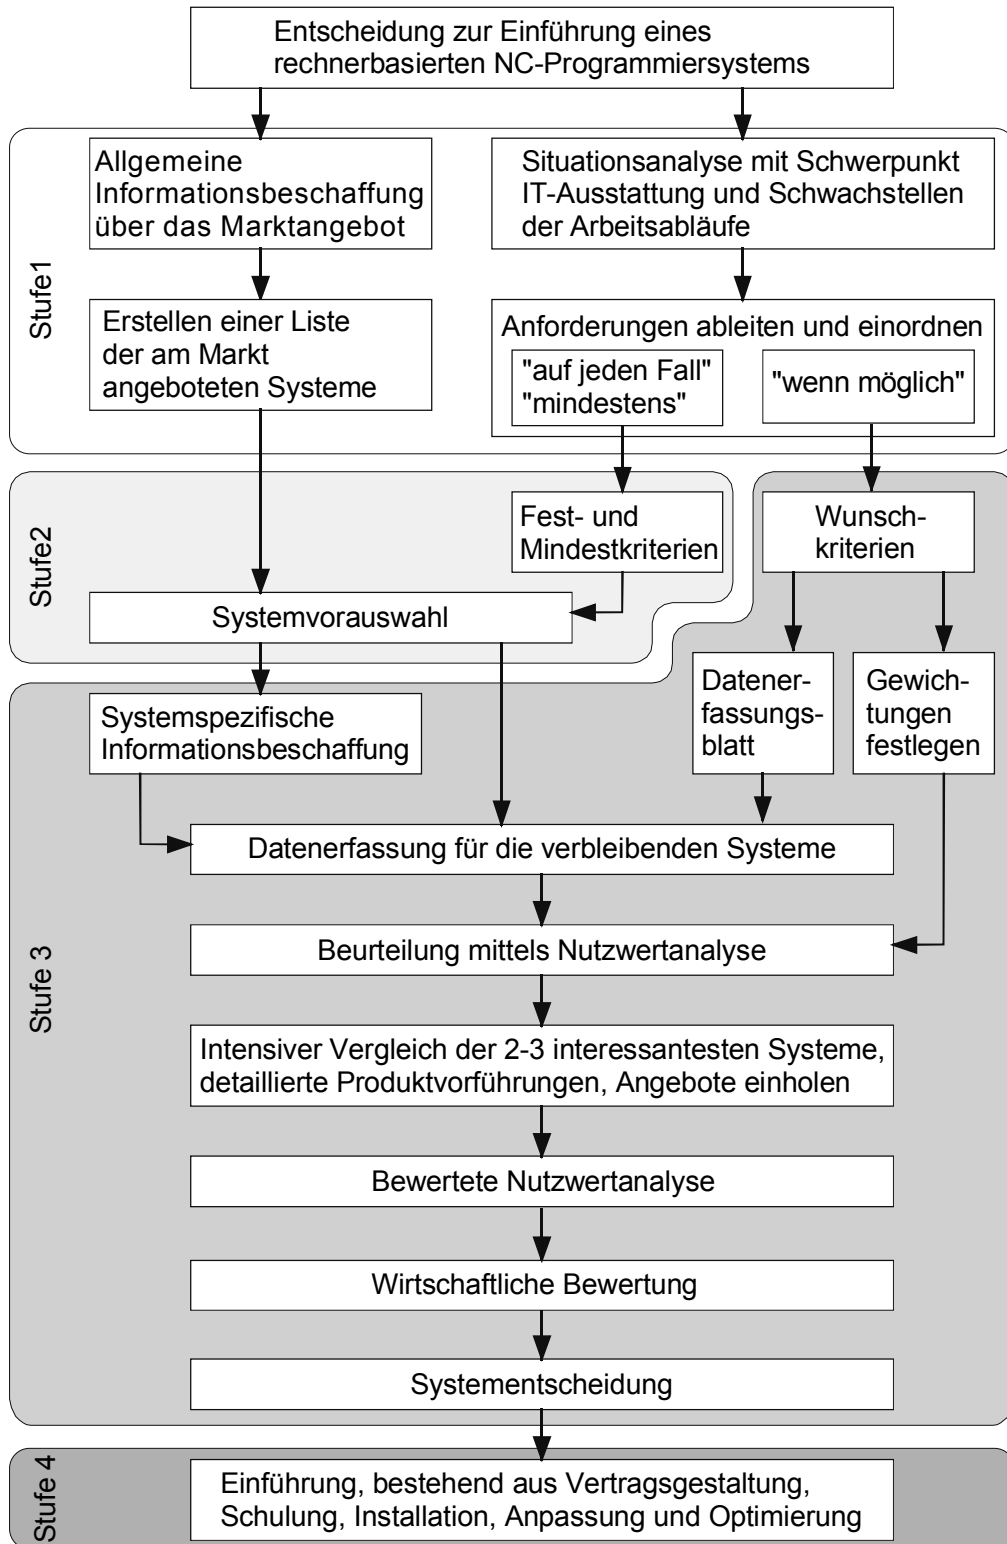 Entscheidung zur Einführung eines
rechnerbasierten NC-Programmiersystems
Stufe1
Allgemeine
Informationsbeschaffung
über das Marktangebot
Situationsanalyse mit Schwerpunkt
IT-Ausstattung und Schwachstellen
der Arbeitsabläufe
Erstellen einer Liste
der am Markt
angeboteten Systeme
Anforderungen ableiten und einordnen
"auf jeden Fall"
"mindestens"
"wenn möglich"
Stufe2
Fest- und
Mindestkriterien
Wunsch-
kriterien
Systemvorauswahl
Stufe 3
Systemspezifische
Informationsbeschaffung
Datener-
fassungs-
blatt
Gewich-
tungen
festlegen
Datenerfassung für die verbleibenden Systeme
Beurteilung mittels Nutzwertanalyse
Intensiver Vergleich der 2-3 interessantesten Systeme,
detaillierte Produktvorführungen, Angebote einholen
Bewertete Nutzwertanalyse
Wirtschaftliche Bewertung
Systementscheidung
Stufe 4
Einführung, bestehend aus Vertragsgestaltung,
Schulung, Installation, Anpassung und Optimierung